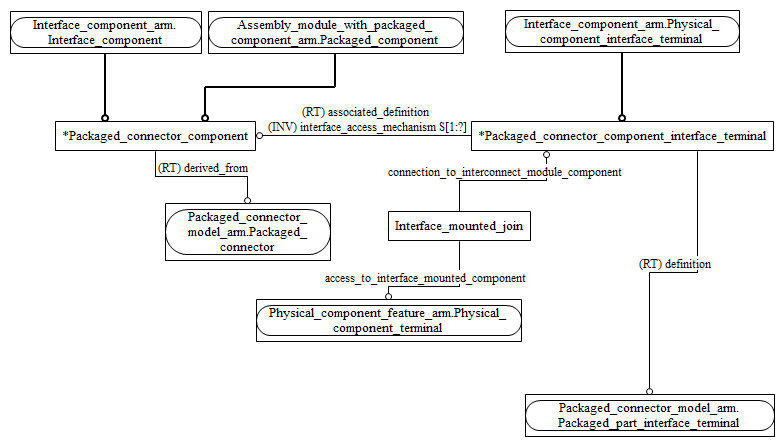 Interface_component_arm.
Interface_component
Assembly_module_with_packaged_
component_arm.Packaged_component
Interface_component_arm.Physical_
component_interface_terminal
(RT) associated_definition
(INV) interface_access_mechanism S[1:?]
*Packaged_connector_component
*Packaged_connector_component_interface_terminal
(RT) derived_from
connection_to_interconnect_module_component
Packaged_connector_
model_arm.Packaged_
connector
Interface_mounted_join
(RT) definition
access_to_interface_mounted_component
Physical_component_feature_arm.Physical_
component_terminal
Packaged_connector_model_arm.
Packaged_part_interface_terminal